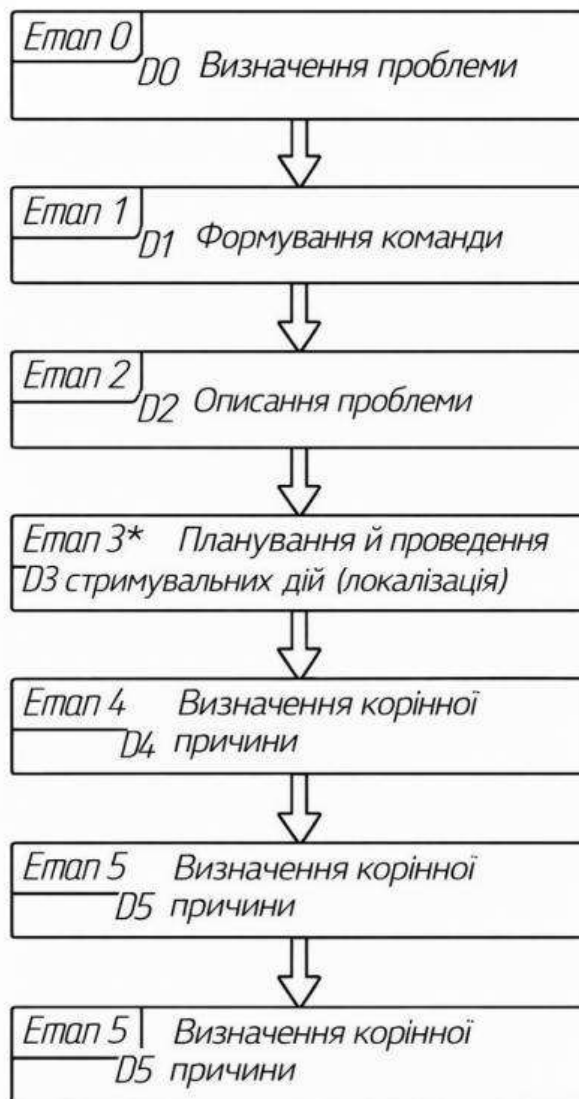 Етап 0
D0 Визначення проблеми
Етап 1
D1 Формування команди
Етап 2
D2 Описання проблеми
Етап 3* Планування й проведення
D3 стримувальних дій (локалізація)
Етап 4 Визначення корінної
D4 причини
Етап 5 Визначення корінної
D5 причини
Етап 5 Визначення корінної
D5 причини